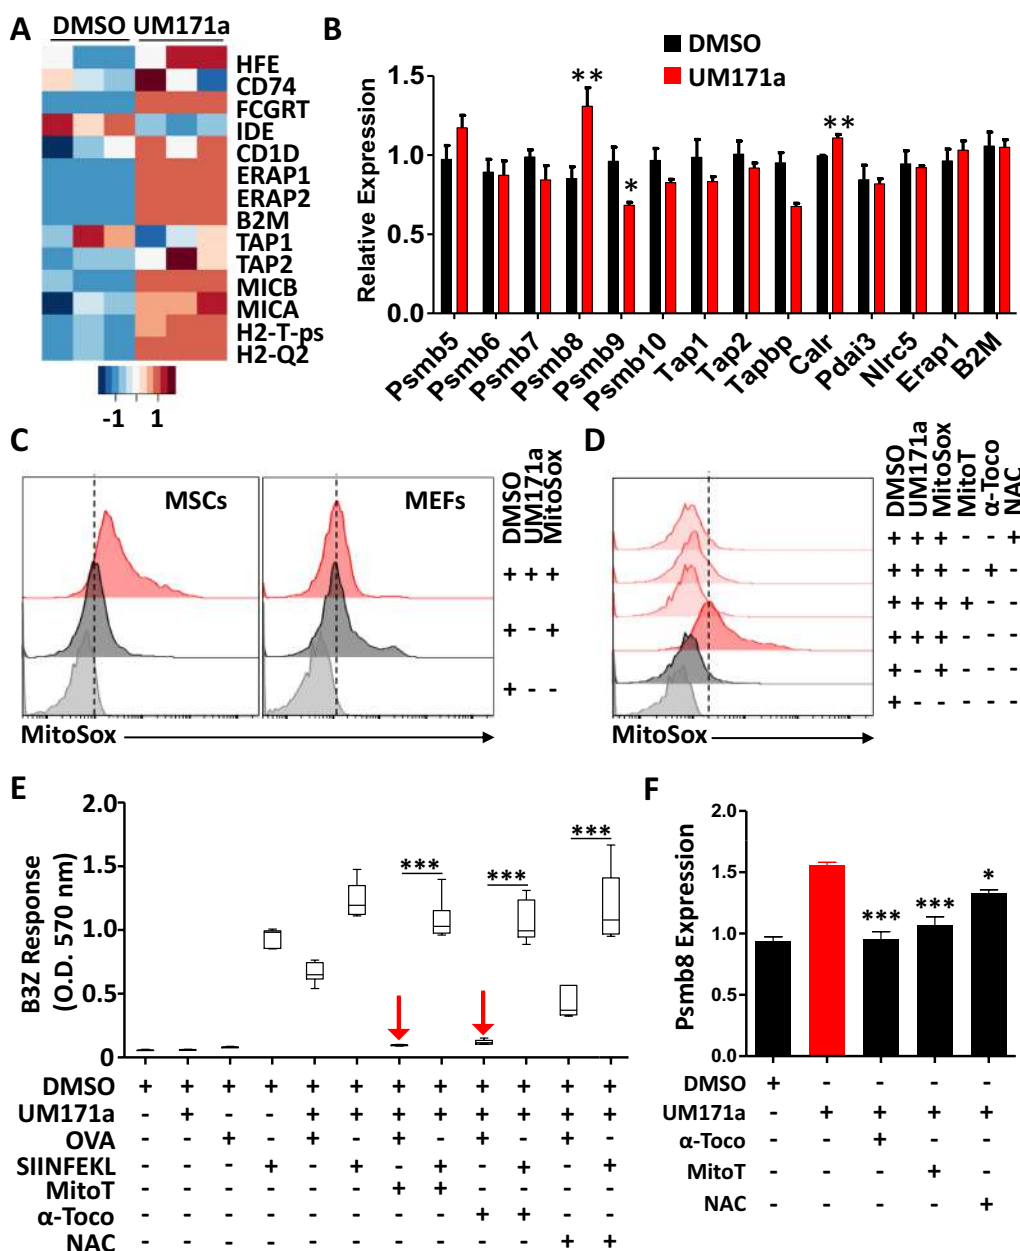 A
DMSO UM171a
HFE
CD74
FCGRT
IDE
CD1D
ERAP1
ERAP2
B2M
TAP1
TAP2
MICB
MICA
H2-T-ps
H2-Q2
-1 1
B
DMSO
UM171a
Relative Expression
1.5
1.0
0.5
0.0
** * **
Psmb5 Psmb6 Psmb7 Psmb8 Psmb9 Psmb10 Tap1 Tap2 Tapbp Calr Pdai3 Nlrc5 Erap1 B2M
C
MSCs MEFs
DMSO UM171a MitoSox
+ + +
+ - +
+ - -
MitoSox
D
DMSO UM171a MitoSox MitoT α-Toco NAC
+ + + - - +
+ + + - + -
+ + + + - -
+ + + - - -
+ - + - - -
+ - - - - -
MitoSox
E
B3Z Response
(O.D. 570 nm)
2.0
1.5
1.0
0.5
0
*** *** ***
DMSO + + + + + + + + + + + +
UM171a - + - - + + + + + + + +
OVA - - + - + - + - + - + -
SIINFEKL - - - + - + - + - + - +
MitoT - - - - - - + + - - - -
α-Toco - - - - - - - - + + - -
NAC - - - - - - - - - - + +
F
Psmb8 Expression
2.0
1.5
1.0
0.5
0.0
*** *** *
DMSO + - - - -
UM171a - + + + +
α-Toco - - + - -
MitoT - - - + -
NAC - - - - +